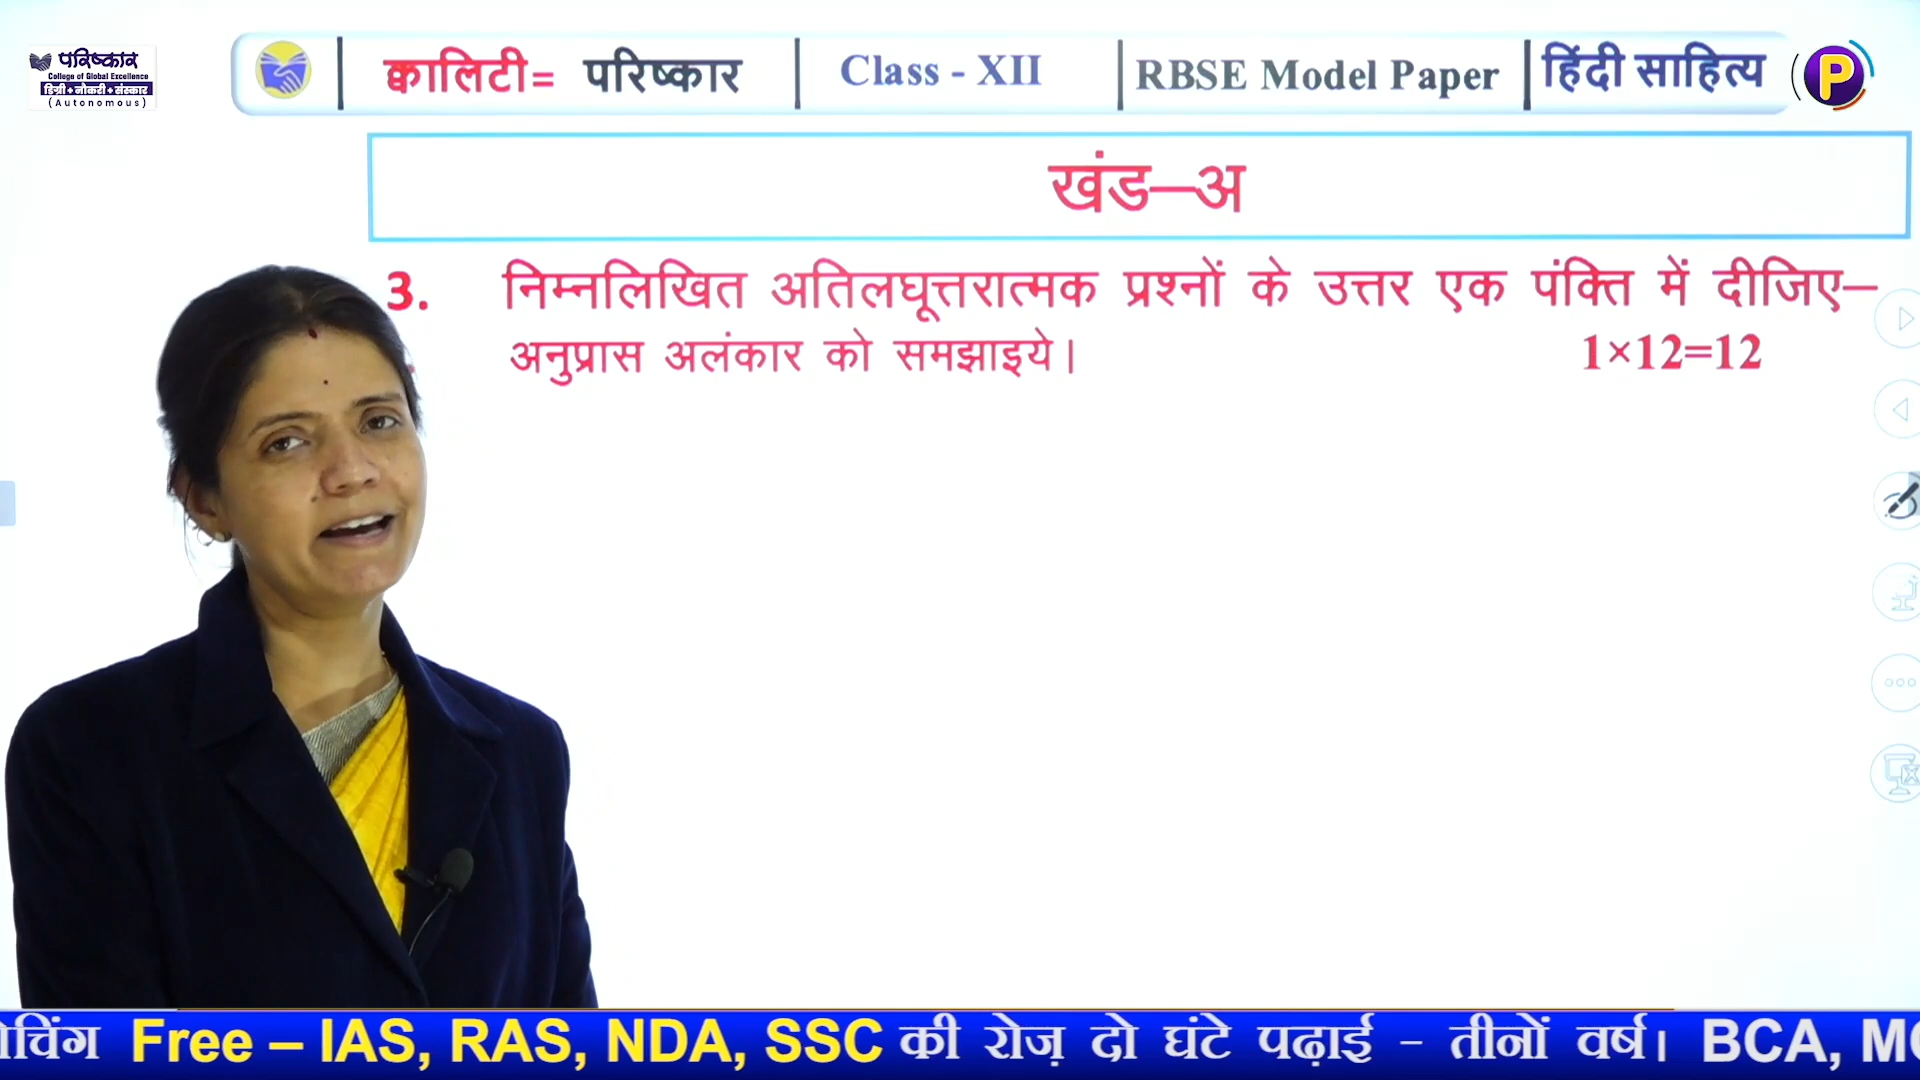 परिष्कार
College of Global Excellence
डिग्री + नौकरी + संस्कार
(Autonomous)
क्वालिटी= परिष्कार
Class - XII
RBSE Model Paper
हिंदी साहित्य
P
खंड–अ
3. निम्नलिखित अतिलघूत्तरात्मक प्रश्नों के उत्तर एक पंक्ति में दीजिए–
अनुप्रास अलंकार को समझाइये। 1×12=12
Free – IAS, RAS, NDA, SSC की रोज़ दो घंटे पढ़ाई - तीनों वर्ष। BCA,